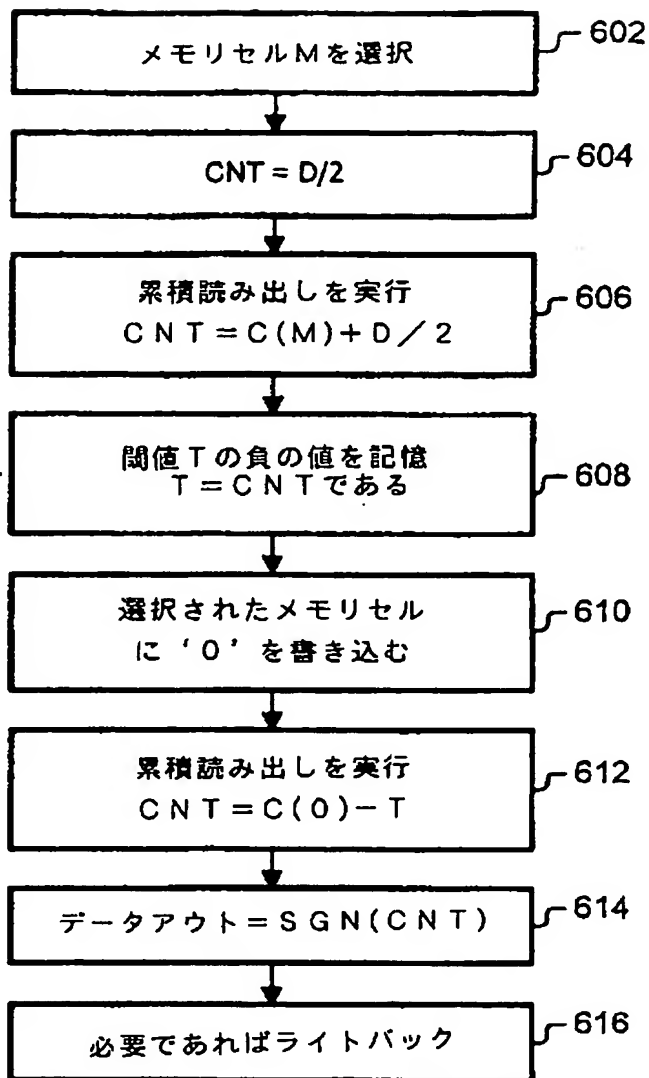 メモリセルMを選択
602
CNT = D/2
604
累積読み出しを実行
CNT=C(M)+D/2
606
閾値Tの負の値を記憶
T=CNTである
608
選択されたメモリセル
に‘0’を書き込む
610
累積読み出しを実行
CNT=C(0)-T
612
データアウト=SGN(CNT)
614
必要であればライトバック
616